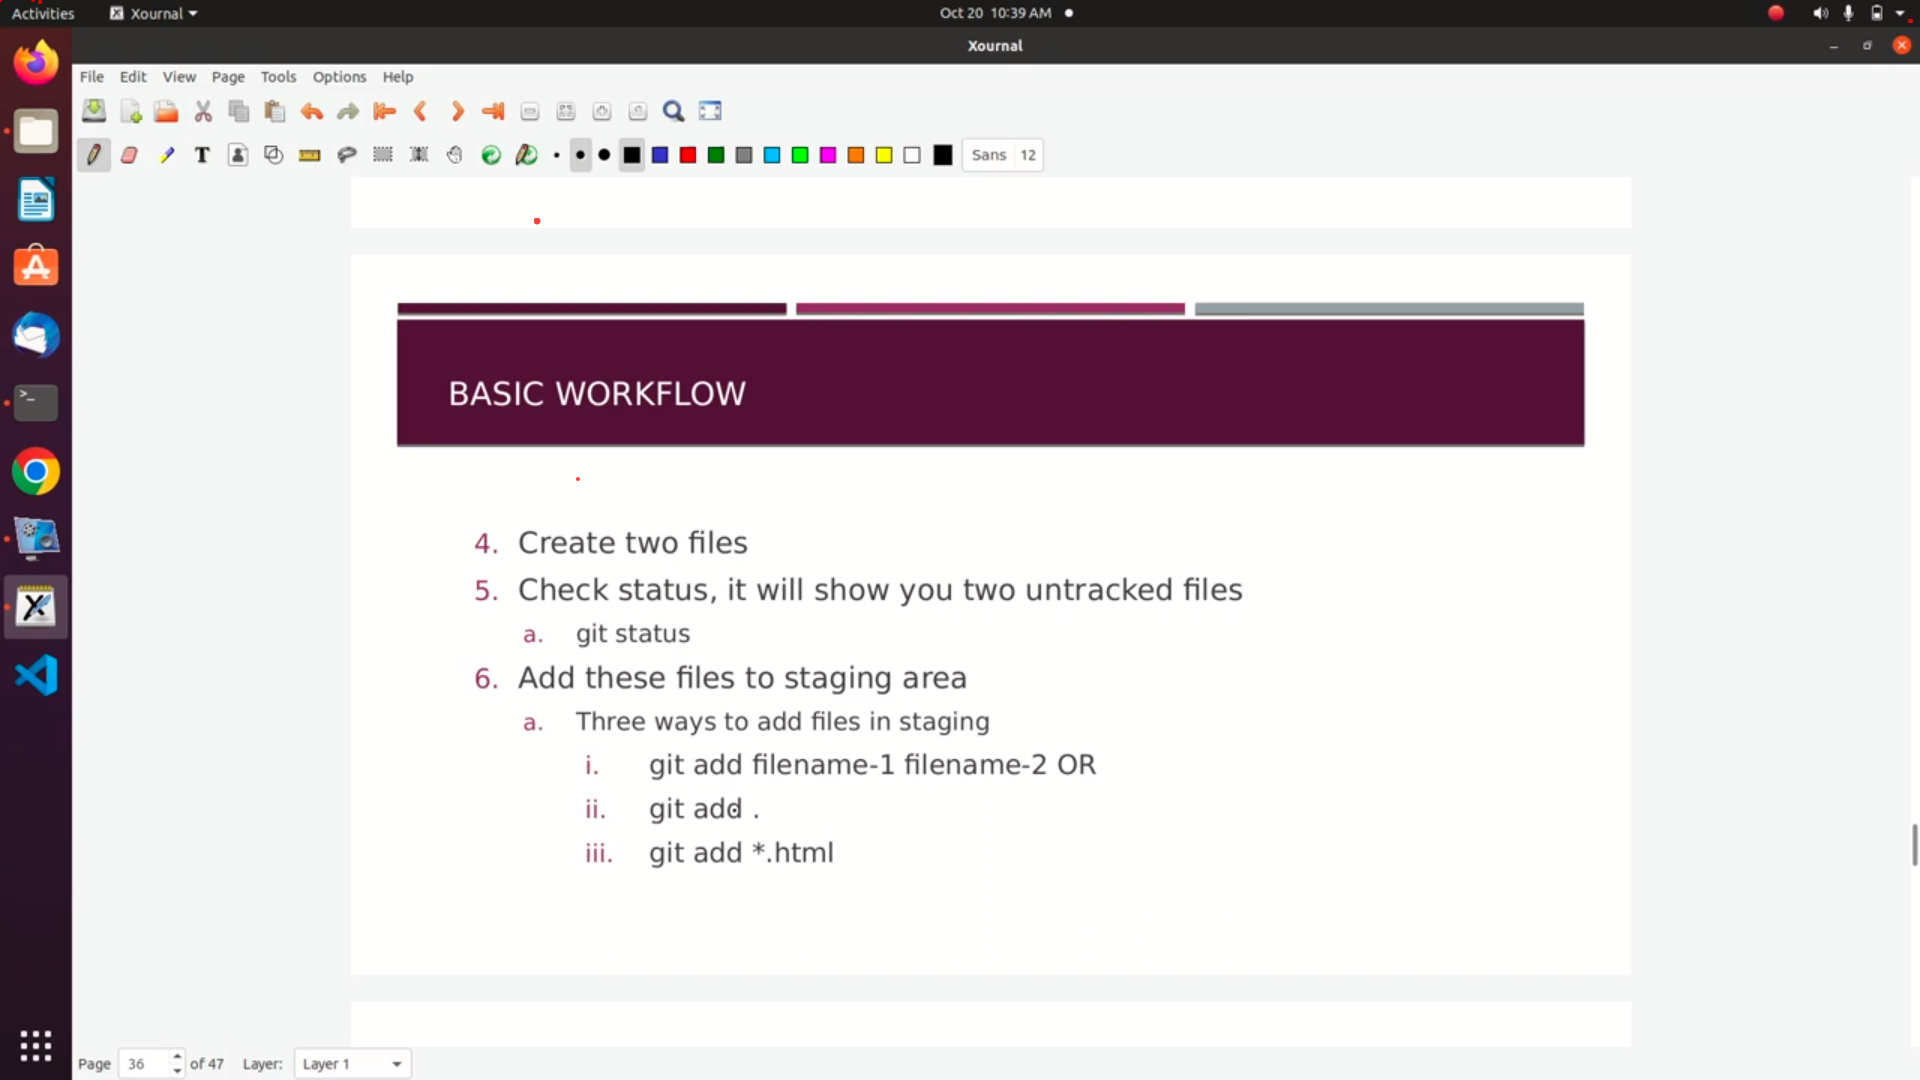 Activities Xournal Oct 20 10:39 AM
Xournal
File Edit View Page Tools Options Help
Sans 12
BASIC WORKFLOW
4. Create two files
5. Check status, it will show you two untracked files
a. git status
6. Add these files to staging area
a. Three ways to add files in staging
i. git add filename-1 filename-2 OR
ii. git add .
iii. git add *.html
Page 36 of 47 Layer: Layer 1